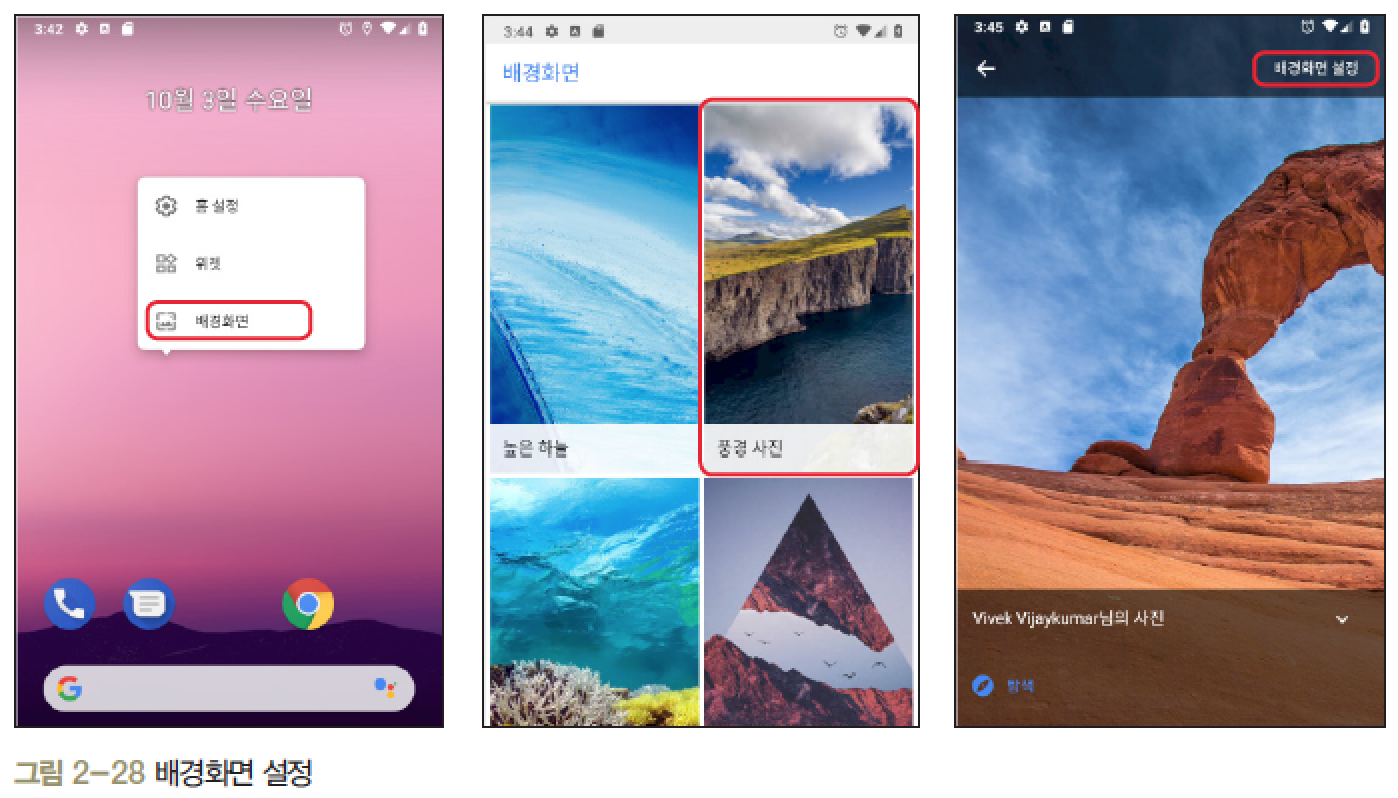 3:42
10월 3일 수요일
홈 설정
위젯
배경화면
3:44
배경화면
높은 하늘
풍경 사진
3:45
배경화면 설정
Vivek Vijaykumar님의 사진
탐색
그림 2-28 배경화면 설정